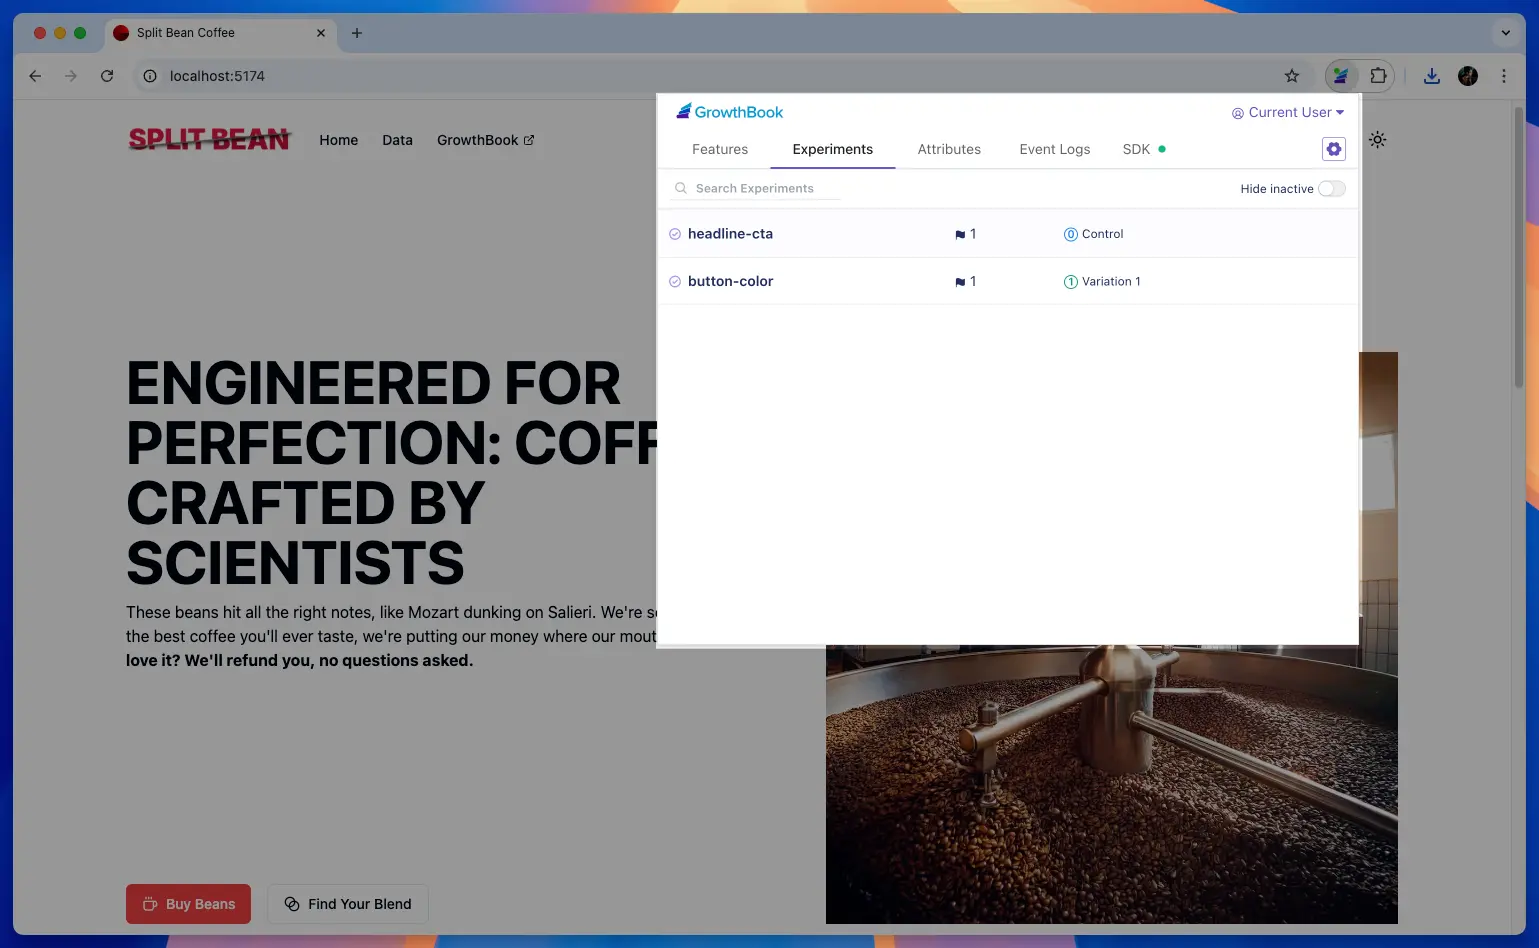 Split Bean Coffee
localhost:5174
SPLIT BEAN
Home
Data
GrowthBook
GrowthBook
Current User
Features
Experiments
Attributes
Event Logs
SDK
Search Experiments
Hide inactive
headline-cta
1
0
Control
button-color
1
1
Variation 1
ENGINEERED FOR
PERFECTION: COFF
CRAFTED BY
SCIENTISTS
These beans hit all the right notes, like Mozart dunking on Salieri. We're s
the best coffee you'll ever taste, we're putting our money where our mout
love it? We'll refund you, no questions asked.
Buy Beans
Find Your Blend